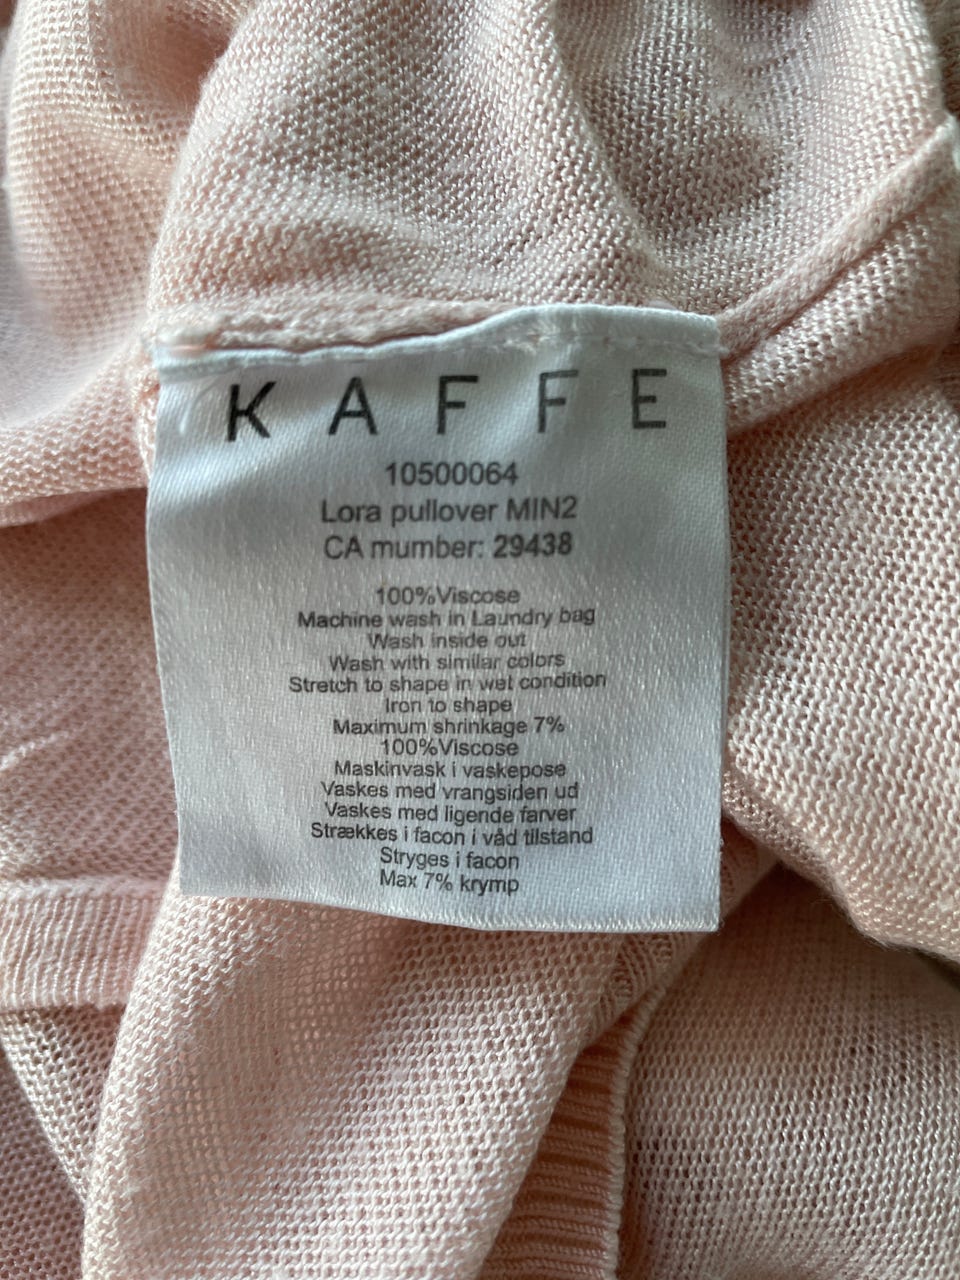 KAFFE
10500064
Lora pullover MIN2
CA mumber: 29438
100%Viscose
Machine wash in Laundry bag
Wash inside out
Wash with similar colors
Stretch to shape in wet condition
Iron to shape
Maximum shrinkage 7%
100%Viscose
Maskinvask i vaskepose
Vaskes med vrangsiden ud
Vaskes med ligende farver
Strækkes i facon i våd tilstand
Stryges i facon
Max 7% krymp